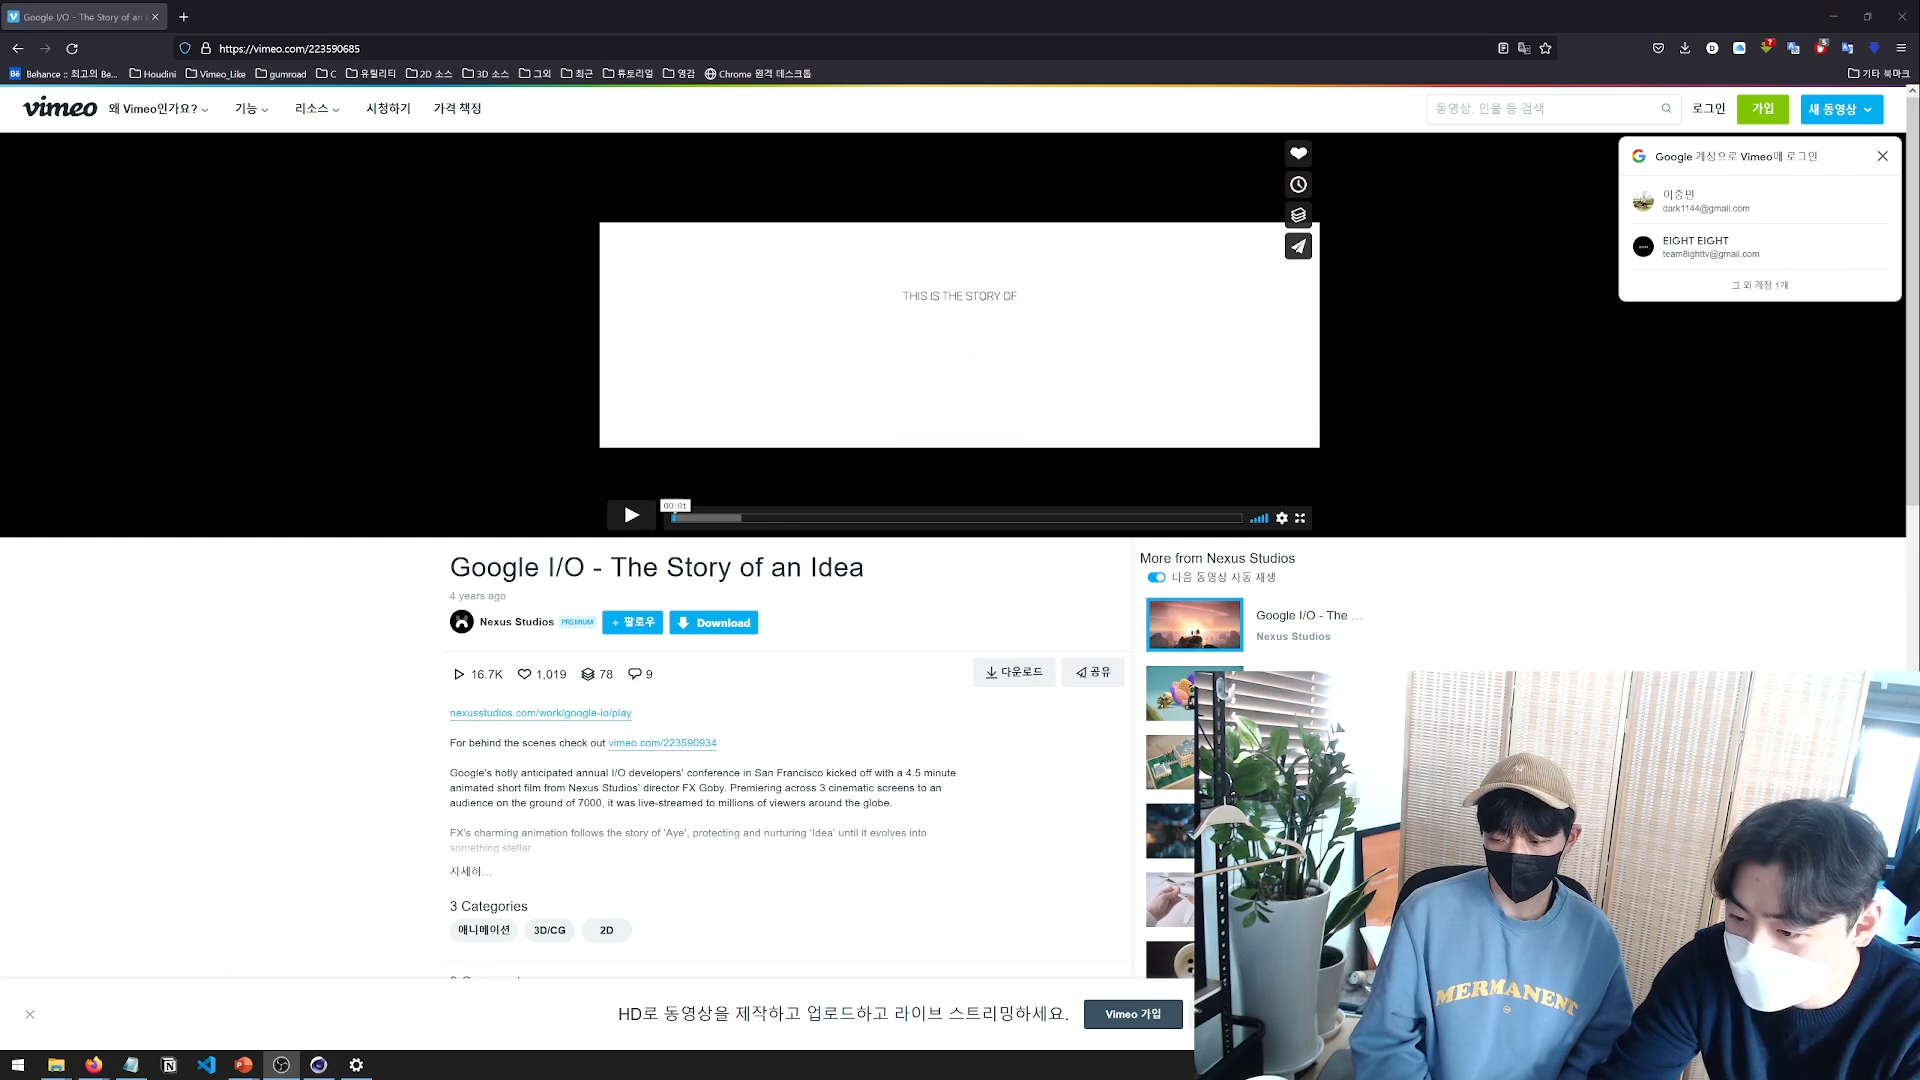 Google I/O - The Story of an I
https://vimeo.com/223590685
Behance :: 최고의 Be... Houdini Vimeo_Like gumroad C 유틸리티 2D 소스 3D 소스 그외 최근 튜토리얼 영감 Chrome 원격 데스크톱 기타 북마크
vimeo 왜 Vimeo인가요? 기능 리소스 시청하기 가격 책정 동영상, 인물 등 검색 로그인 가입 새 동영상
Google 계정으로 Vimeo에 로그인
이중민
dark1144@gmail.com
EIGHT EIGHT
team8ighttv@gmail.com
그 외 계정 1개
THIS IS THE STORY OF
00:01
Google I/O - The Story of an Idea
4 years ago
Nexus Studios PREMIUM + 팔로우 Download
16.7K 1,019 78 9 다운로드 공유
nexusstudios.com/work/google-io/play
For behind the scenes check out vimeo.com/223590934
Google's hotly anticipated annual I/O developers' conference in San Francisco kicked off with a 4.5 minute
animated short film from Nexus Studios' director FX Goby. Premiering across 3 cinematic screens to an
audience on the ground of 7000, it was live-streamed to millions of viewers around the globe.
FX's charming animation follows the story of 'Aye', protecting and nurturing 'Idea' until it evolves into
something stellar.
자세히...
3 Categories
애니메이션 3D/CG 2D
More from Nexus Studios
다음 동영상 자동 재생
Google I/O - The ...
Nexus Studios
HD로 동영상을 제작하고 업로드하고 라이브 스트리밍하세요. Vimeo 가입
MERMANENT